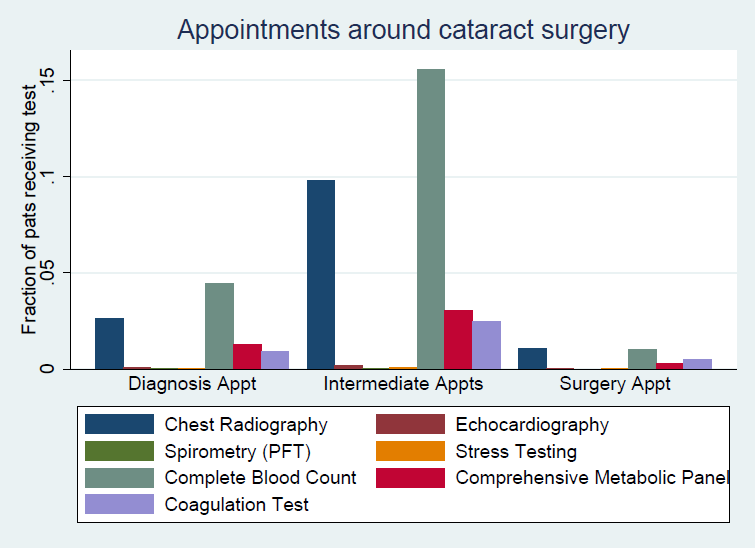 Appointments around cataract surgery
Fraction of pats receiving test
.15
.1
.05
0
Diagnosis Appt Intermediate Appts Surgery Appt
Chest Radiography Echocardiography
Spirometry (PFT) Stress Testing
Complete Blood Count Comprehensive Metabolic Panel
Coagulation Test